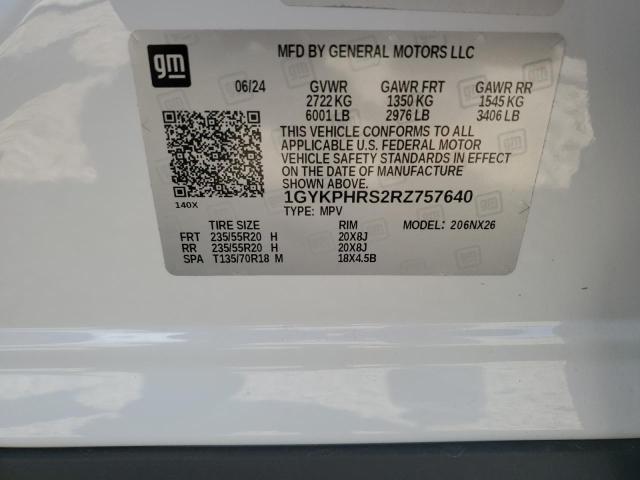 gm
MFD BY GENERAL MOTORS LLC
06/24 GVWR GAWR FRT GAWR RR
2722 KG 1350 KG 1545 KG
6001 LB 2976 LB 3406 LB
THIS VEHICLE CONFORMS TO ALL
APPLICABLE U.S. FEDERAL MOTOR
VEHICLE SAFETY STANDARDS IN EFFECT
ON THE DATE OF MANUFACTURE
SHOWN ABOVE.
140X
1GYKPHRS2RZ757640
TYPE: MPV
TIRE SIZE RIM MODEL: 206NX26
FRT 235/55R20 H 20X8J
RR 235/55R20 H 20X8J
SPA T135/70R18 M 18X4.5B